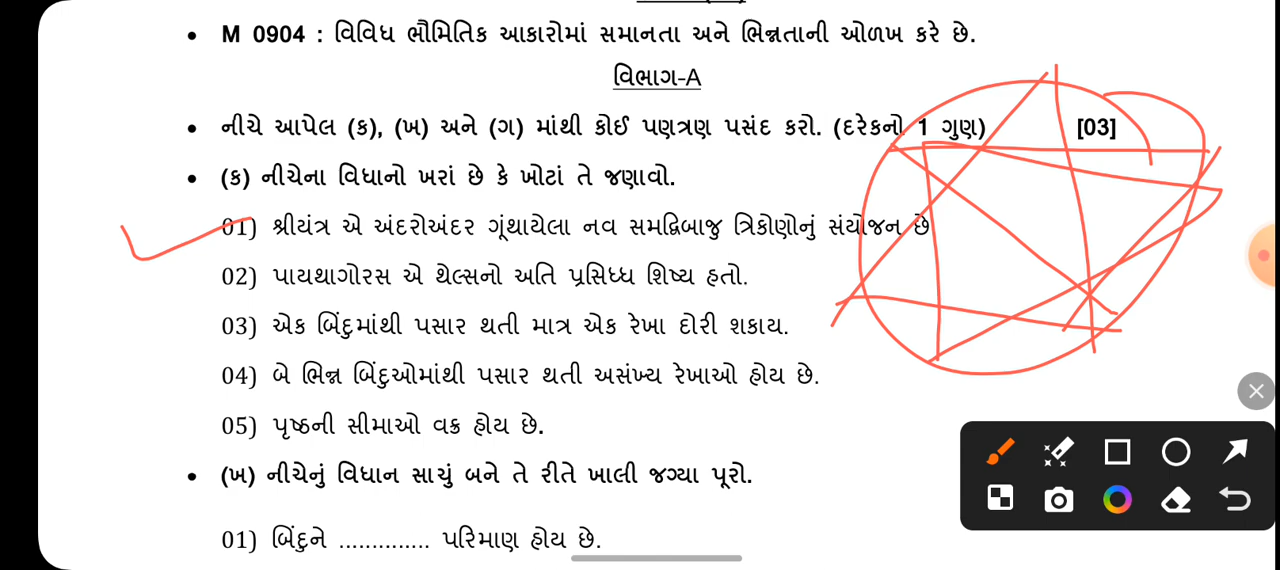 • M 0904 : વિવિધ ભૌમિતિક આકારોમાં સમાનતા અને ભિન્નતાની ઓળખ કરે છે.
વિભાગ-A
• નીચે આપેલ (ક), (ખ) અને (ગ) માંથી કોઈ પણત્રણ પસંદ કરો. (દરેકનો 1 ગુણ) [03]
• (ક) નીચેના વિધાનો ખરાં છે કે ખોટાં તે જણાવો.
01) શ્રીયંત્ર એ અંદરોઅંદર ગૂંથાયેલા નવ સમદ્વિબાજુ ત્રિકોણોનું સંયોજન છે
02) પાયથાગોરસ એ થેલ્સનો અતિ પ્રસિધ્ધ શિષ્ય હતો.
03) એક બિંદુમાંથી પસાર થતી માત્ર એક રેખા દોરી શકાય.
04) બે ભિન્ન બિંદુઓમાંથી પસાર થતી અસંખ્ય રેખાઓ હોય છે.
05) પૃષ્ઠની સીમાઓ વક્ર હોય છે.
• (ખ) નીચેનું વિધાન સાચું બને તે રીતે ખાલી જગ્યા પૂરો.
01) બિંદુને .............. પરિમાણ હોય છે.